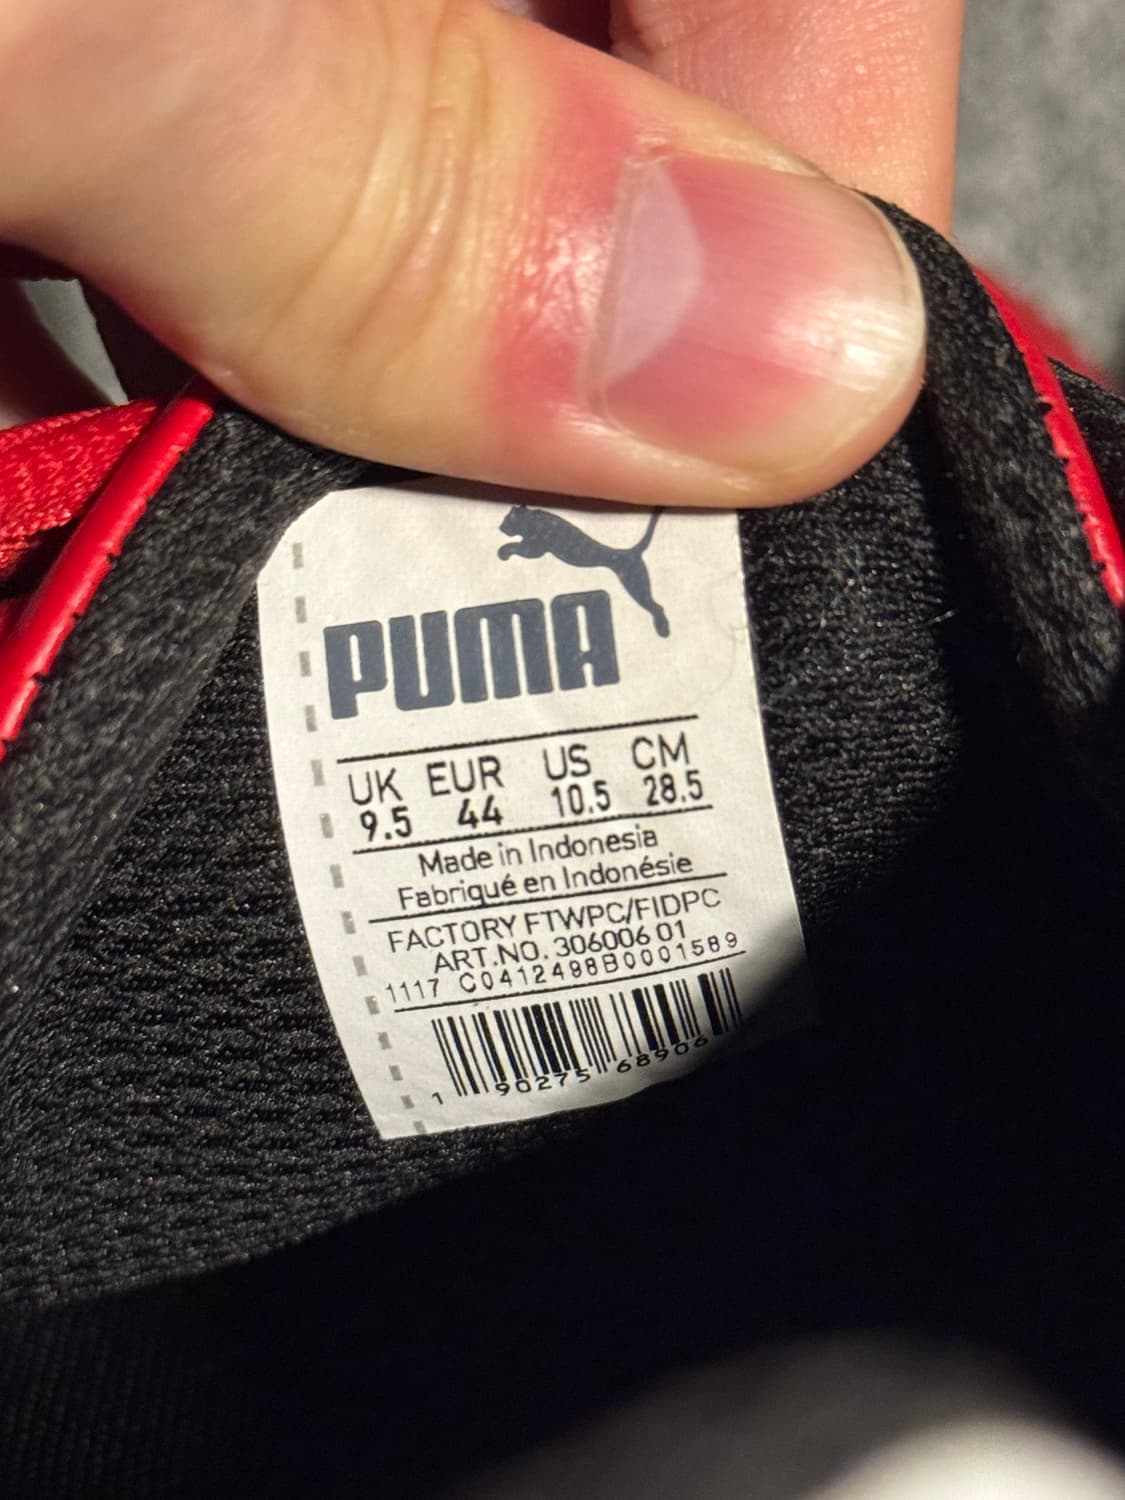 PUMA
UK EUR US CM
9.5 44 10.5 28.5
Made in Indonesia
Fabriqué en Indonésie
FACTORY FTWPC/FIDPC
ART.NO. 306006 01
1117 C0412498B0001589
1 90275 68906